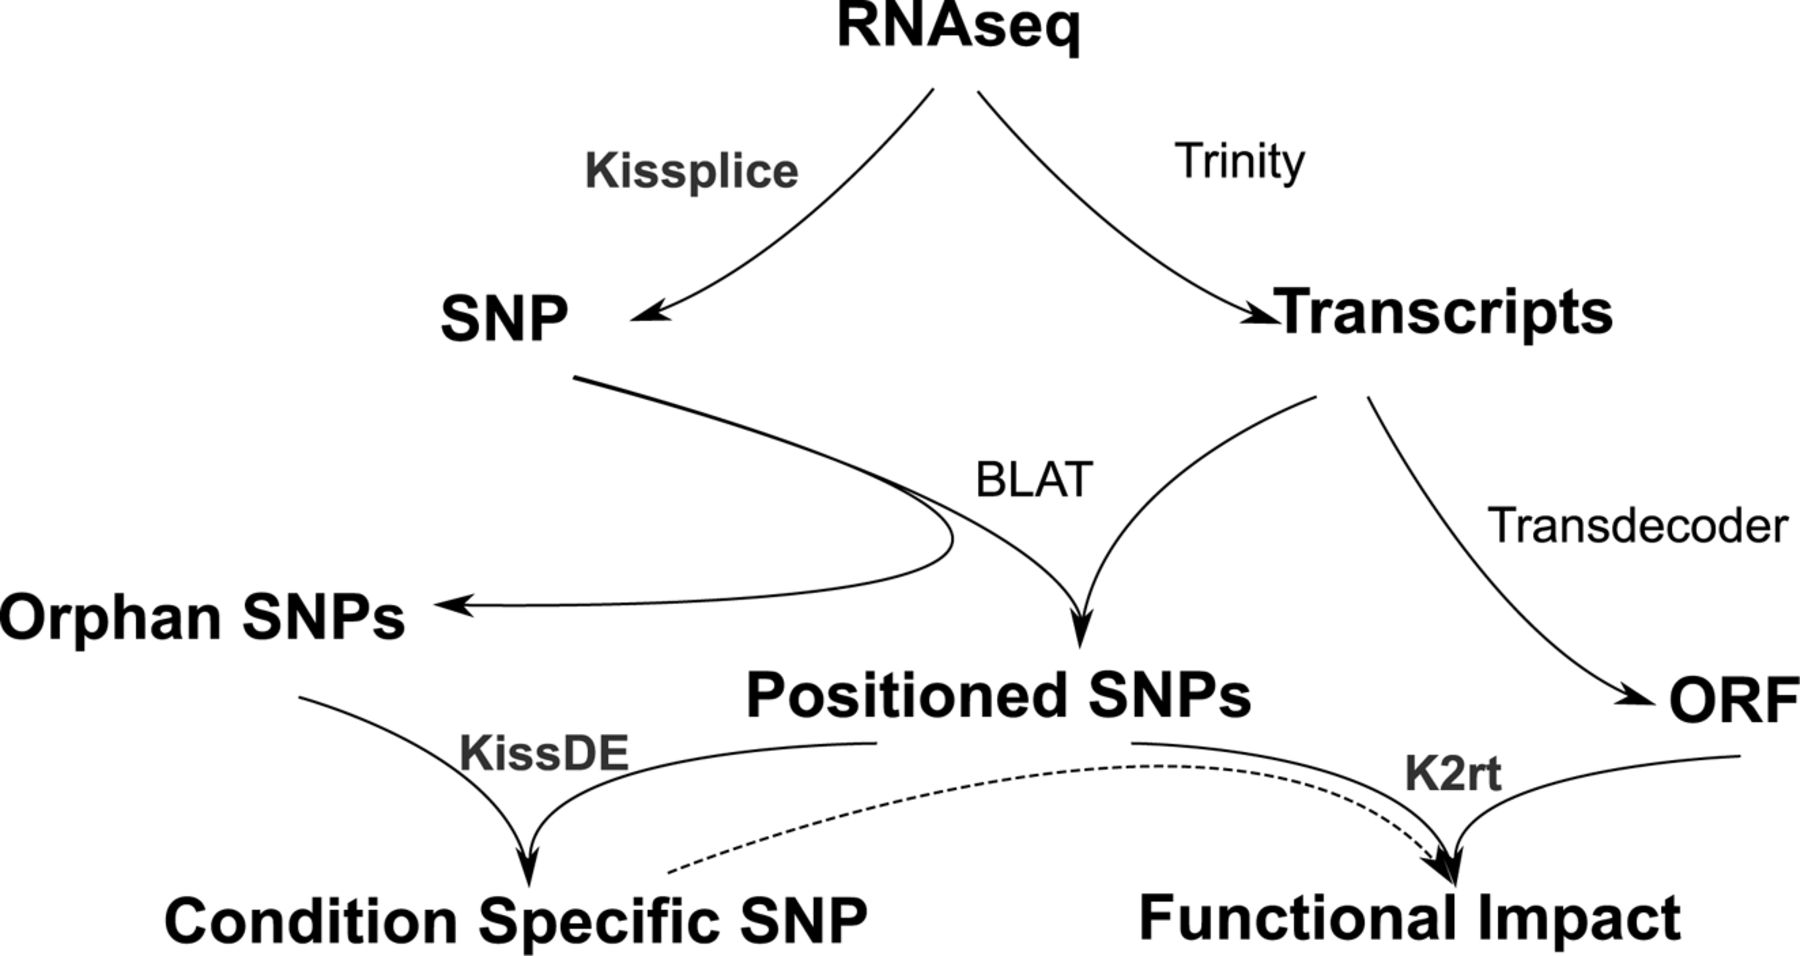 RNAseq
Kissplice
Trinity
SNP
Transcripts
BLAT
Transdecoder
Orphan SNPs
Positioned SNPs
ORF
KissDE
K2rt
Condition Specific SNP
Functional Impact